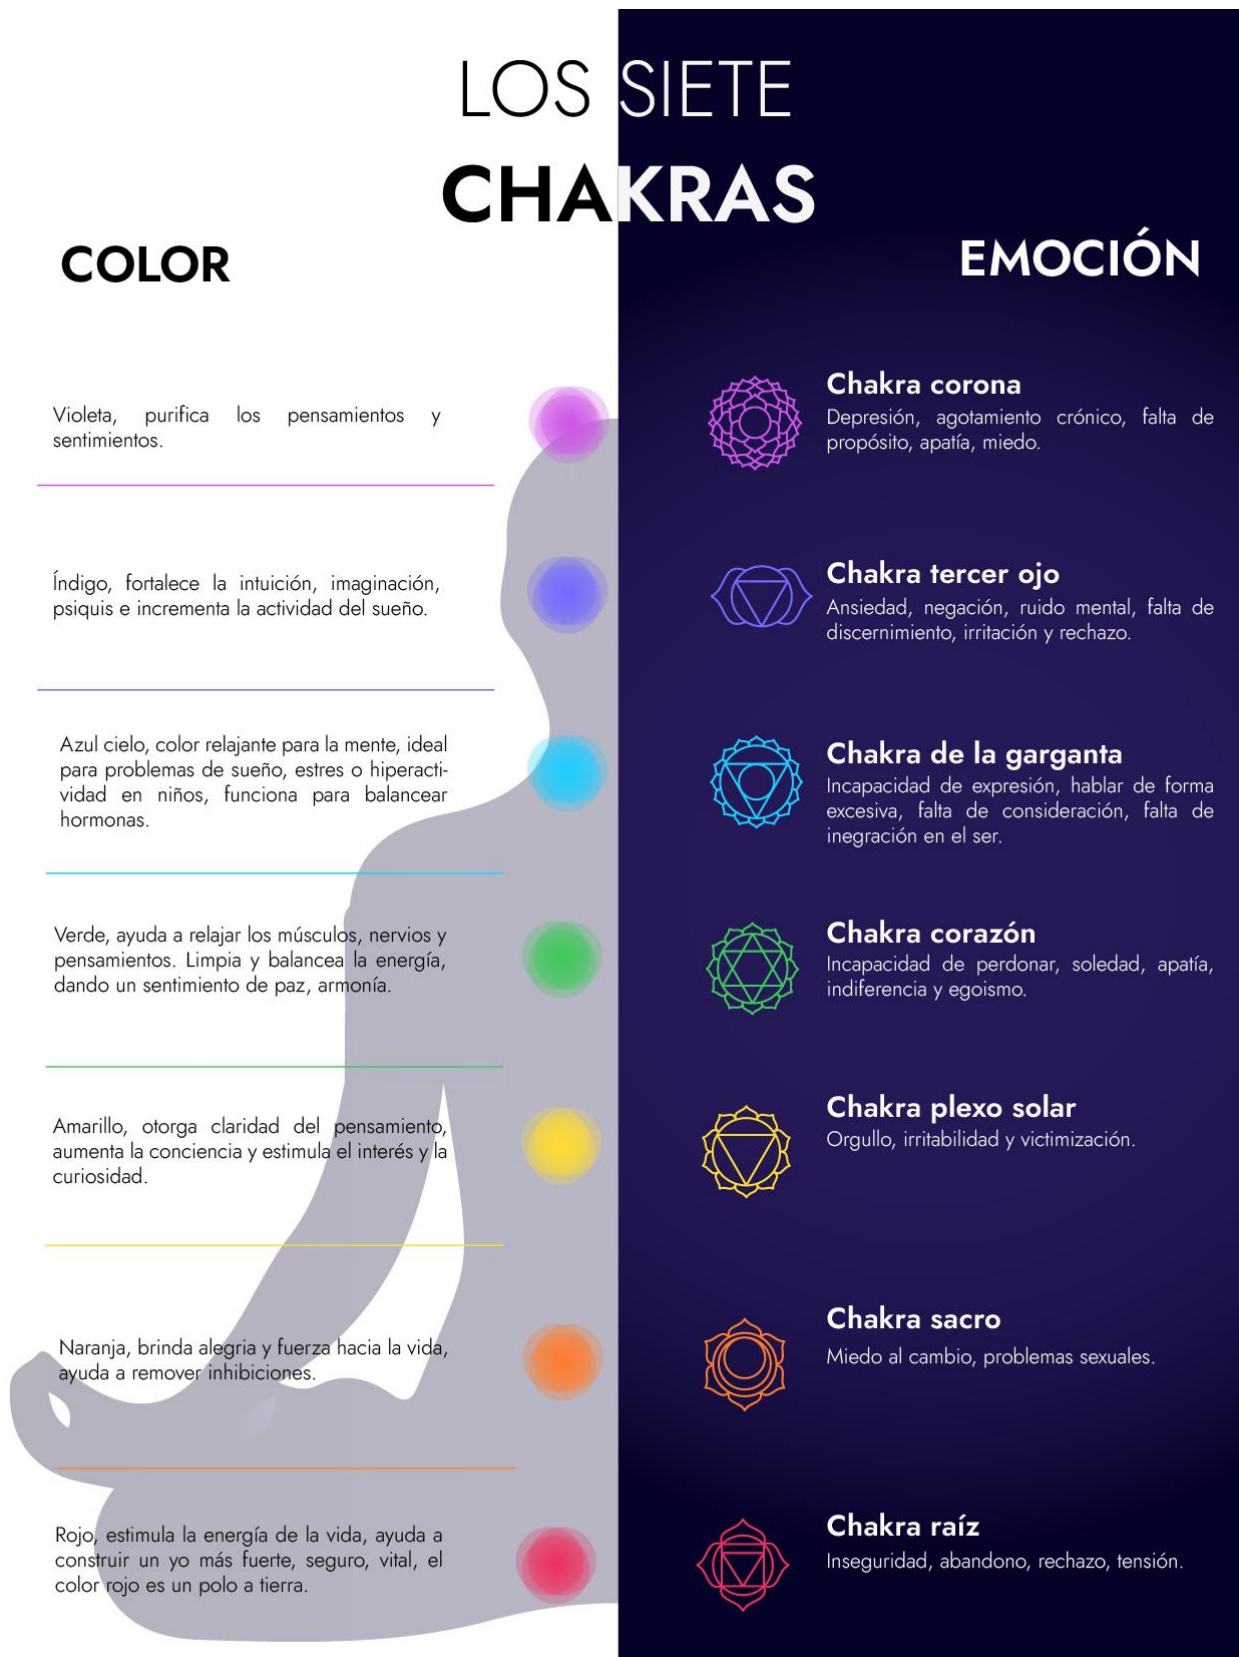 LOS SIETE
CHAKRAS
COLOR
EMOCIÓN
Violeta, purifica los pensamientos y
sentimientos.
Chakra corona
Depresión, agotamiento crónico, falta de
propósito, apatía, miedo.
Índigo, fortalece la intuición, imaginación,
psiquis e incrementa la actividad del sueño.
Chakra tercer ojo
Ansiedad, negación, ruido mental, falta de
discernimiento, irritación y rechazo.
Azul cielo, color relajante para la mente, ideal
para problemas de sueño, estres o hiperacti-
vidad en niños, funciona para balancear
hormonas.
Chakra de la garganta
Incapacidad de expresión, hablar de forma
excesiva, falta de consideración, falta de
inegración en el ser.
Verde, ayuda a relajar los músculos, nervios y
pensamientos. Limpia y balancea la energía,
dando un sentimiento de paz, armonía.
Chakra corazón
Incapacidad de perdonar, soledad, apatía,
indiferencia y egoismo.
Amarillo, otorga claridad del pensamiento,
aumenta la conciencia y estimula el interés y la
curiosidad.
Chakra plexo solar
Orgullo, irritabilidad y victimización.
Naranja, brinda alegria y fuerza hacia la vida,
ayuda a remover inhibiciones.
Chakra sacro
Miedo al cambio, problemas sexuales.
Rojo, estimula la energía de la vida, ayuda a
construir un yo más fuerte, seguro, vital, el
color rojo es un polo a tierra.
Chakra raíz
Inseguridad, abandono, rechazo, tensión.